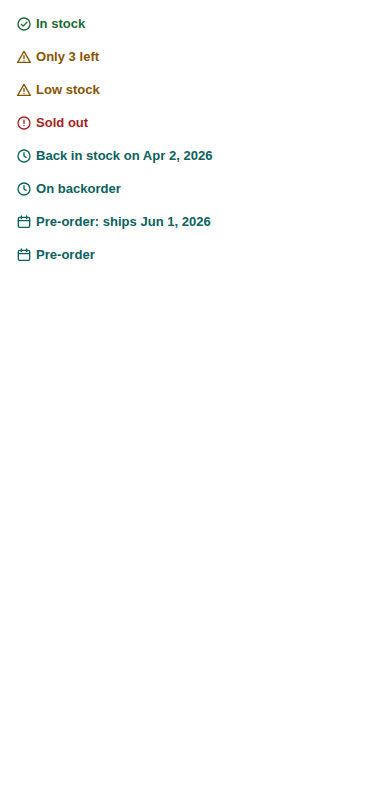 In stock
Only 3 left
Low stock
Sold out
Back in stock on Apr 2, 2026
On backorder
Pre-order: ships Jun 1, 2026
Pre-order